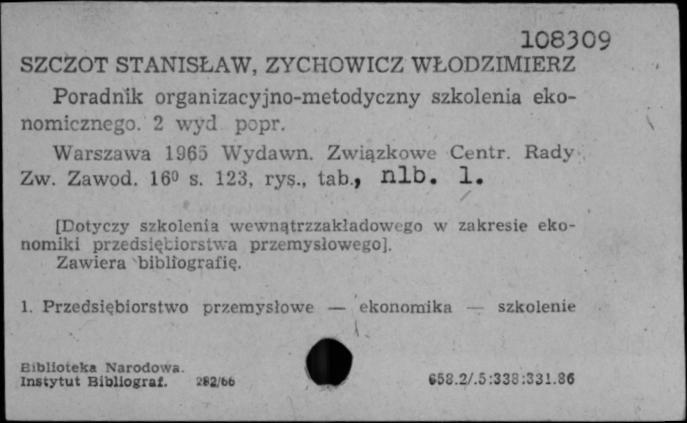 108309
SZCZOT STANISŁAW, ZYCHOWICZ WŁODZIMIERZ
Poradnik organizacyjno-metodyczny szkolenia eko-
nomicznego. 2 wyd popr.
Warszawa 1965 Wydawn. Związkowe Centr. Rady
Zw. Zawod. 16⁰ s. 123, rys., tab., nlb. 1.
[Dotyczy szkolenia wewnątrzzakładowego w zakresie eko-
nomiki przedsiębiorstwa przemysłowego].
Zawiera bibliografię.
1. Przedsiębiorstwo przemysłowe — ekonomika — szkolenie
Biblioteka Narodowa.
Instytut Bibliograf. 282/66
658.2/.5:338:331.86